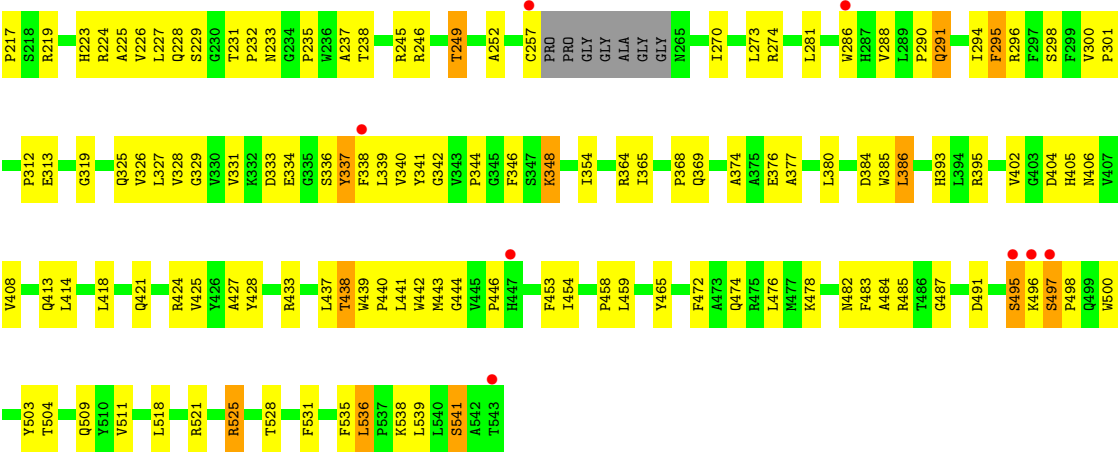 P217 S218 R219 H223 R224 A225 V226 L227 Q228 S229 G230 T231 P232 N233 G234 P235 W236 A237 T238 R245 R246 T249 A252 C257 PRO PRO GLY GLY ALA GLY GLY N265 I270 L273 R274 L281 W286 H287 V288 L289 P290 Q291 I294 F295 R296 F297 S298 F299 V300 P301
P312 E313 G319 Q325 V326 L327 V328 G329 V330 V331 K332 D333 E334 G335 S336 Y337 F338 L339 V340 Y341 G342 V343 P344 G345 F346 S347 K348 I354 R364 I365 P368 Q369 A374 A375 E376 A377 L380 D384 W385 L386 H393 L394 R395 V402 G403 D404 H405 N406 V407
V408 Q413 L414 L418 Q421 R424 V425 Y426 A427 Y428 R433 L437 T438 W439 P440 L441 W442 M443 G444 V445 P446 H447 F453 I454 P458 L459 Y465 F472 A473 Q474 R475 L476 M477 K478 N482 F483 A484 R485 T486 G487 D491 S495 K496 S497 P498 Q499 W500
Y503 T504 Q509 Y510 V511 L518 R521 R525 T528 F531 F535 L536 P537 K538 L539 L540 S541 A542 T543